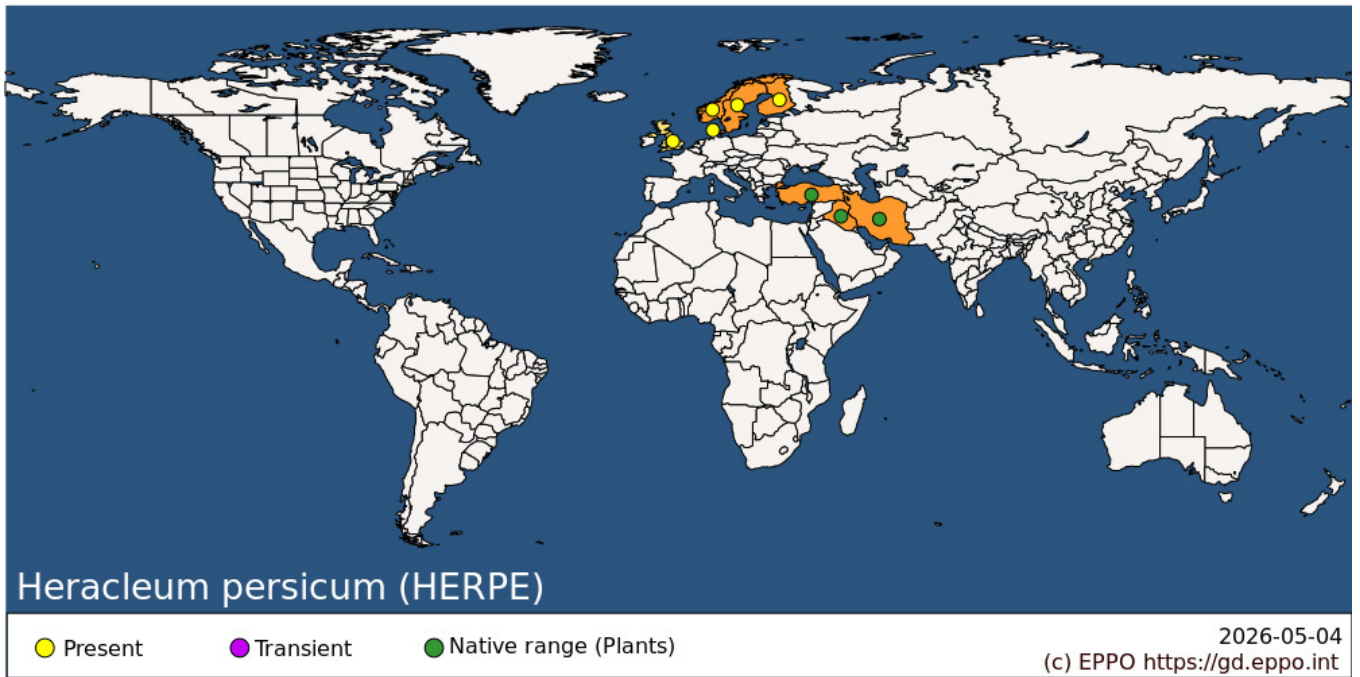 Heracleum persicum (HERPE)
Present
Transient
Native range (Plants)
2026-05-04
(c) EPPO https://gd.eppo.int